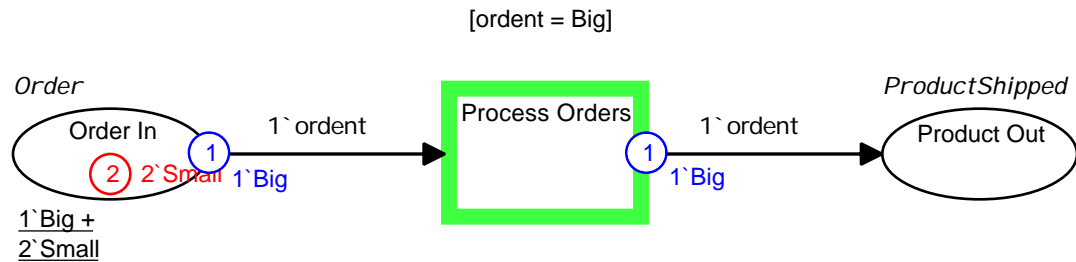 [ordent = Big]
Order
ProductShipped
Order In
Process Orders
Product Out
1`ordent
1`ordent
1
1
2
2`Small
1`Big
1`Big
1`Big +
2`Small